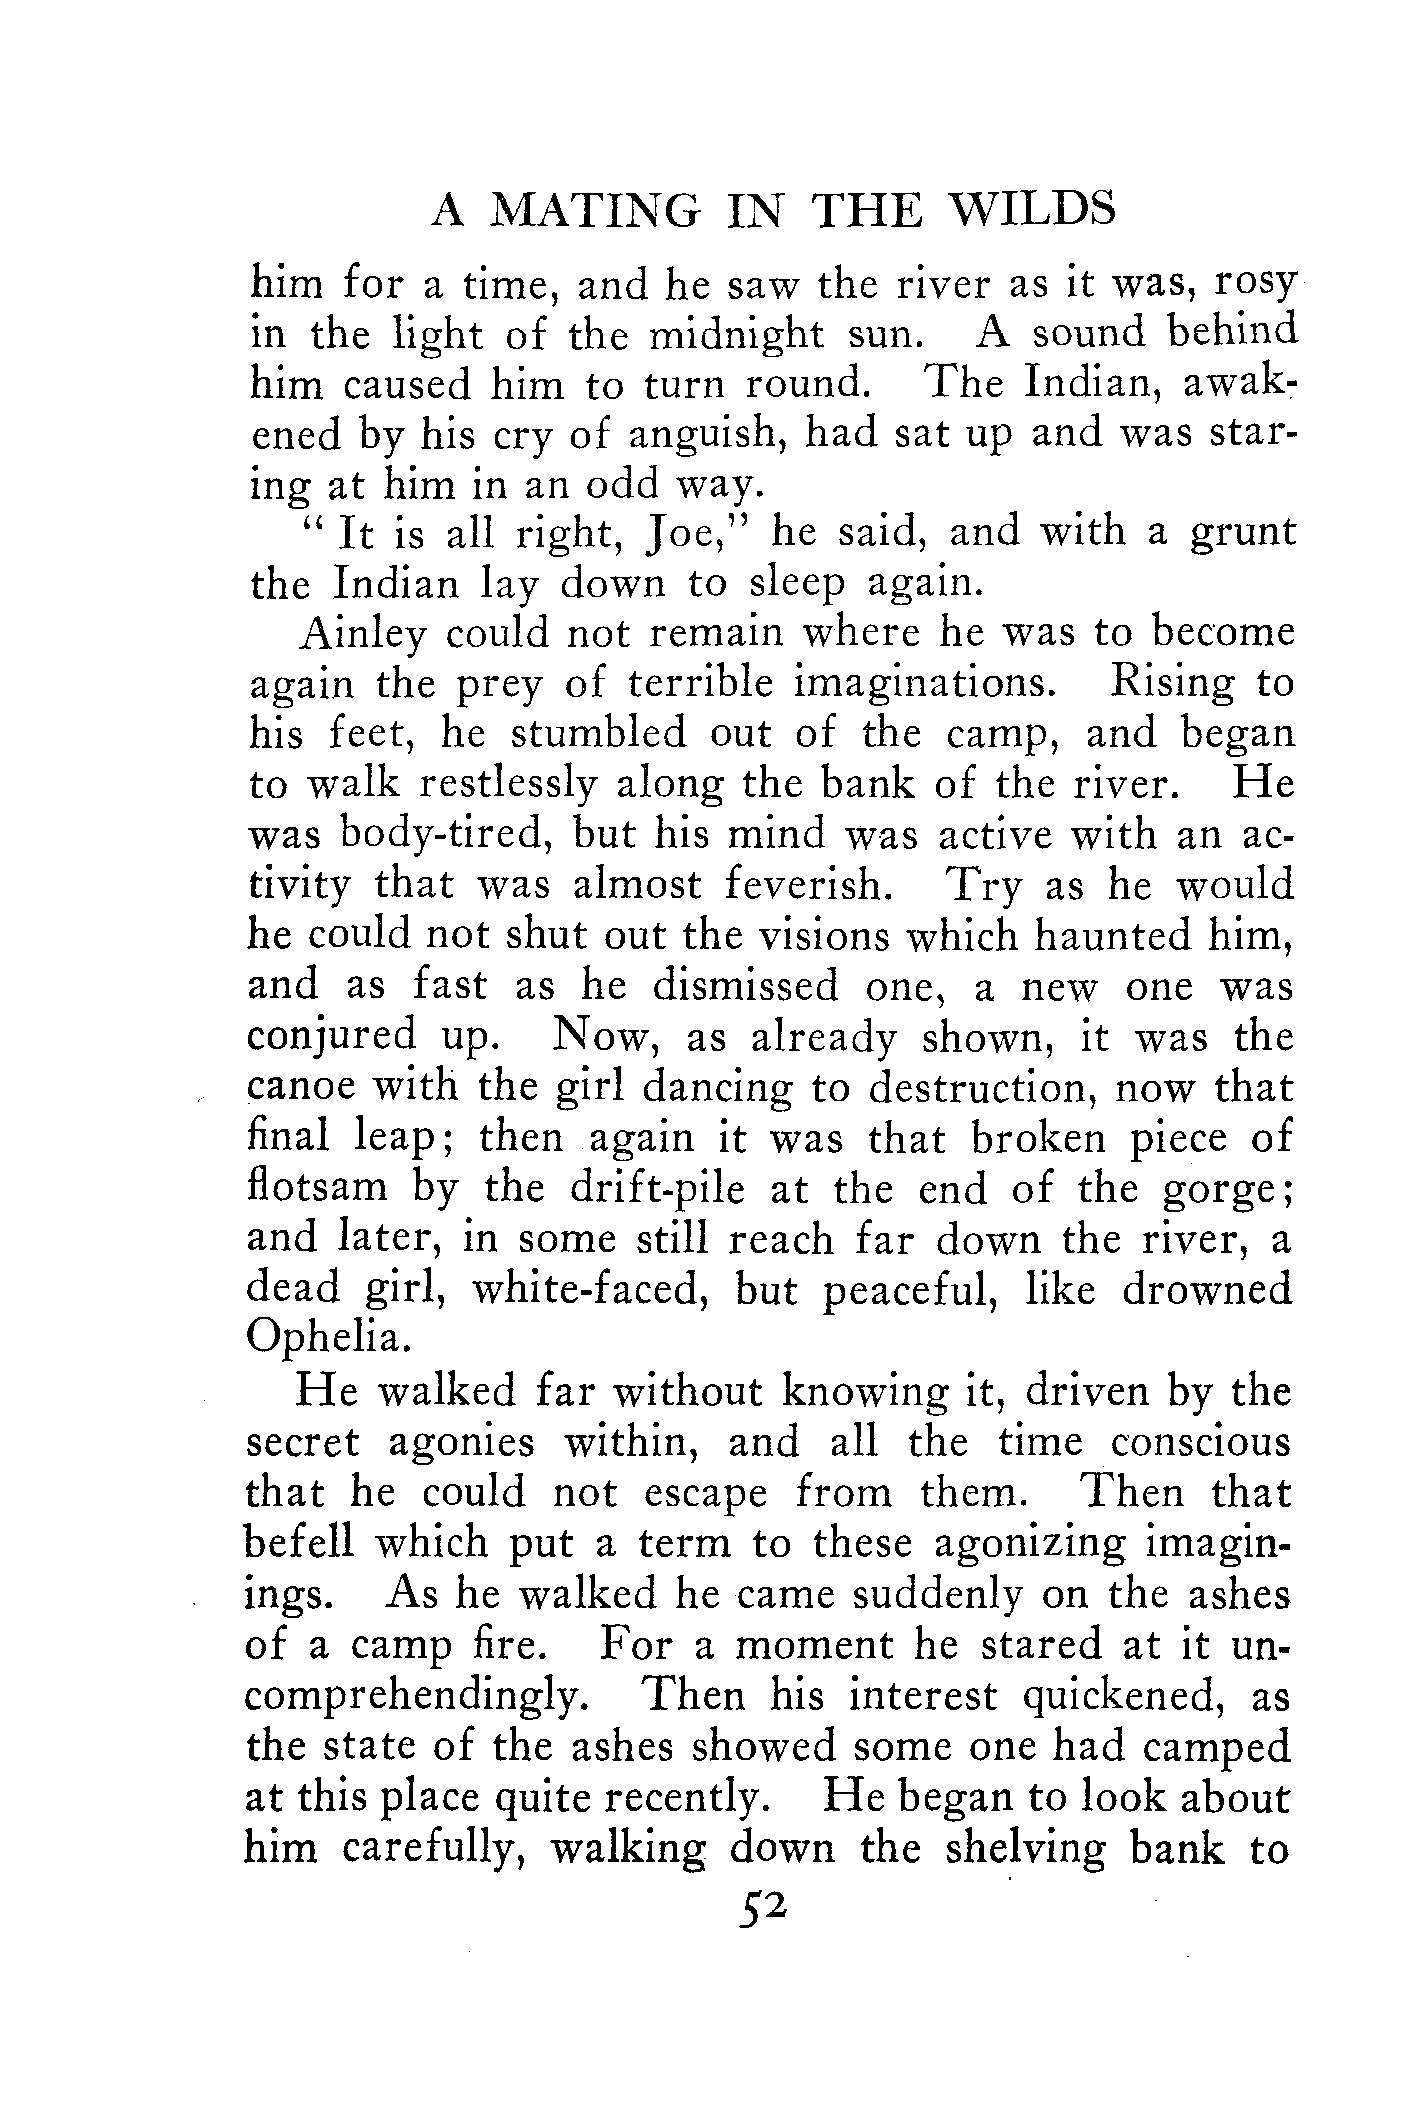 A MATING IN THE WILDS
him for a time, and he saw the river as it was, rosy
in the light of the midnight sun. A sound behind
him caused him to turn round. The Indian, awak-
ened by his cry of anguish, had sat up and was star-
ing at him in an odd way.
“ It is all right, Joe,” he said, and with a grunt
the Indian lay down to sleep again.
Ainley could not remain where he was to become
again the prey of terrible imaginations. Rising to
his feet, he stumbled out of the camp, and began
to walk restlessly along the bank of the river. He
was body-tired, but his mind was active with an ac-
tivity that was almost feverish. Try as he would
he could not shut out the visions which haunted him,
and as fast as he dismissed one, a new one was
conjured up. Now, as already shown, it was the
canoe with the girl dancing to destruction, now that
final leap; then again it was that broken piece of
flotsam by the drift-pile at the end of the gorge;
and later, in some still reach far down the river, a
dead girl, white-faced, but peaceful, like drowned
Ophelia.
He walked far without knowing it, driven by the
secret agonies within, and all the time conscious
that he could not escape from them. Then that
befell which put a term to these agonizing imagin-
ings. As he walked he came suddenly on the ashes
of a camp fire. For a moment he stared at it un-
comprehendingly. Then his interest quickened, as
the state of the ashes showed some one had camped
at this place quite recently. He began to look about
him carefully, walking down the shelving bank to
52